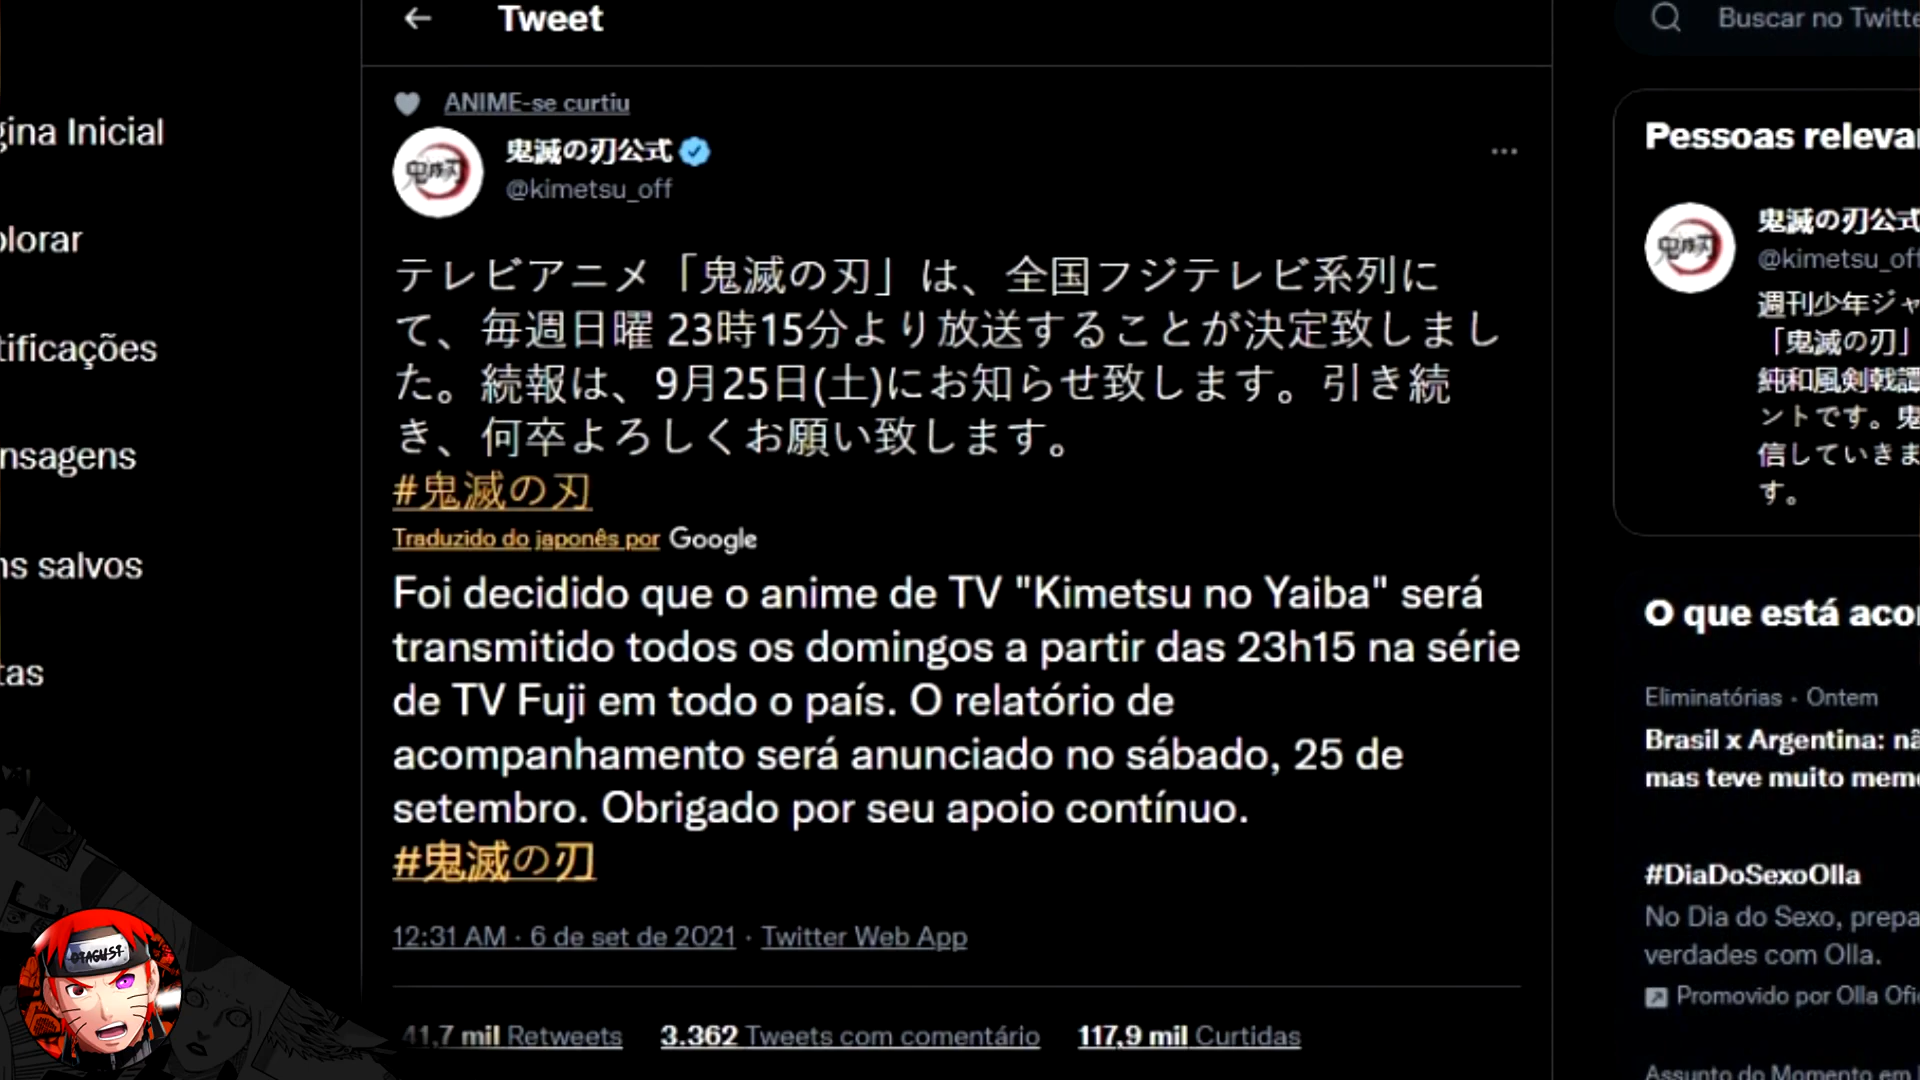 Tweet
Buscar no Twitte
ANIME-se curtiu
鬼滅の刃公式
@kimetsu_off
テレビアニメ「鬼滅の刃」は、全国フジテレビ系列に
て、毎週日曜 23時15分より放送することが決定致しまし
た。続報は、9月25日(土)にお知らせ致します。引き続
き、何卒よろしくお願い致します。
#鬼滅の刃
Traduzido do japonês por Google
Foi decidido que o anime de TV "Kimetsu no Yaiba" será
transmitido todos os domingos a partir das 23h15 na série
de TV Fuji em todo o país. O relatório de
acompanhamento será anunciado no sábado, 25 de
setembro. Obrigado por seu apoio contínuo.
#鬼滅の刃
12:31 AM · 6 de set de 2021 · Twitter Web App
41,7 mil Retweets 3.362 Tweets com comentário 117,9 mil Curtidas
gina Inicial
plorar
tificações
nsagens
ns salvos
tas
OTAGUST
Pessoas releva
鬼滅の刃公式
@kimetsu_off
週刊少年ジャ
「鬼滅の刃」
純和風剣戟譚
ントです。鬼
信していきま
す。
O que está aco
Eliminatórias · Ontem
Brasil x Argentina: nã
mas teve muito meme
#DiaDoSexoOlla
No Dia do Sexo, prepa
verdades com Olla.
Promovido por Olla Ofi
Assunto do Momento em